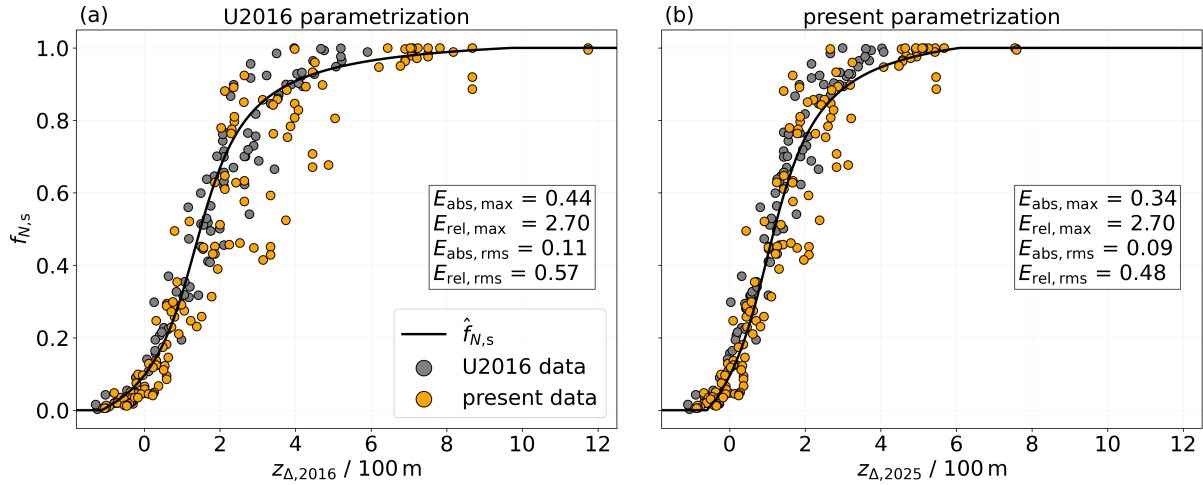 (a) U2016 parametrization
1.0
0.8
0.6
0.4
0.2
0.0
f_{N,s}
E_{abs,max} = 0.44
E_{rel,max} = 2.70
E_{abs,rms} = 0.11
E_{rel,rms} = 0.57
f̂_{N,s}
U2016 data
present data
0 2 4 6 8 10 12
z_{Δ,2016} / 100 m
(b) present parametrization
E_{abs,max} = 0.34
E_{rel,max} = 2.70
E_{abs,rms} = 0.09
E_{rel,rms} = 0.48
0 2 4 6 8 10 12
z_{Δ,2025} / 100 m